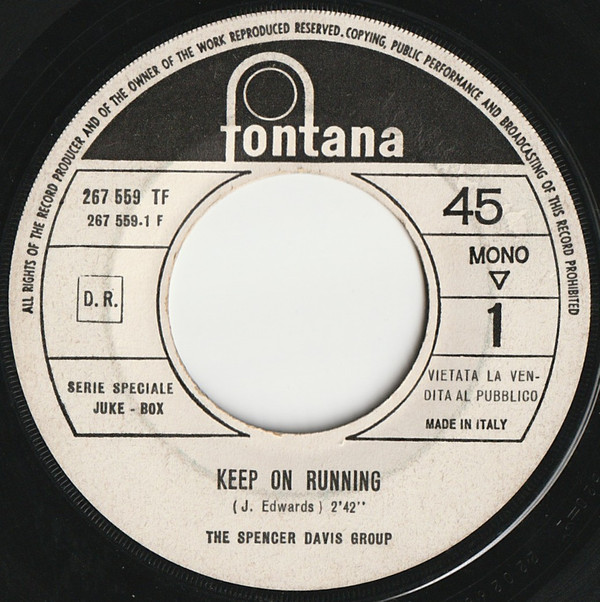 ALL RIGHTS OF THE RECORD PRODUCER AND OF THE OWNER OF THE WORK REPRODUCED RESERVED. COPYING, PUBLIC PERFORMANCE AND BROADCASTING OF THIS RECORD PROHIBITED
fontana
267 559 TF
267 559.1 F
45
MONO
1
D. R.
SERIE SPECIALE
JUKE - BOX
VIETATA LA VEN-
DITA AL PUBBLICO
MADE IN ITALY
KEEP ON RUNNING
( J. Edwards ) 2'42"
THE SPENCER DAVIS GROUP